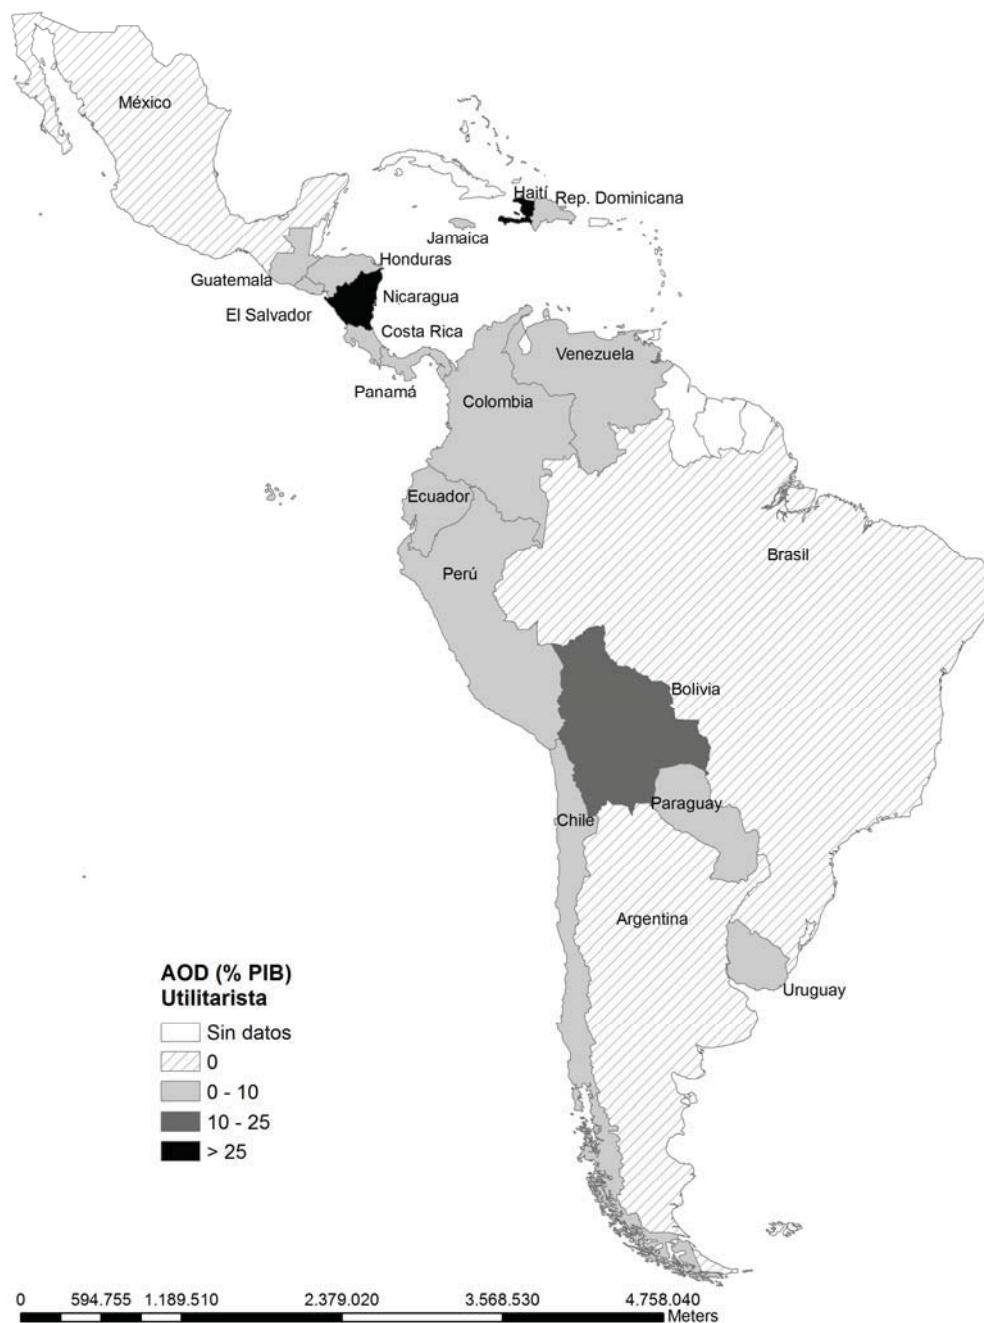 México
Haití
Rep. Dominicana
Jamaica
Honduras
Guatemala
Nicaragua
El Salvador
Costa Rica
Venezuela
Panamá
Colombia
Ecuador
Brasil
Perú
Bolivia
Paraguay
Chile
Argentina
Uruguay
AOD (% PIB)
Utilitarista
Sin datos
0
0 - 10
10 - 25
> 25
0 594.755 1.189.510 2.379.020 3.568.530 4.758.040
Meters